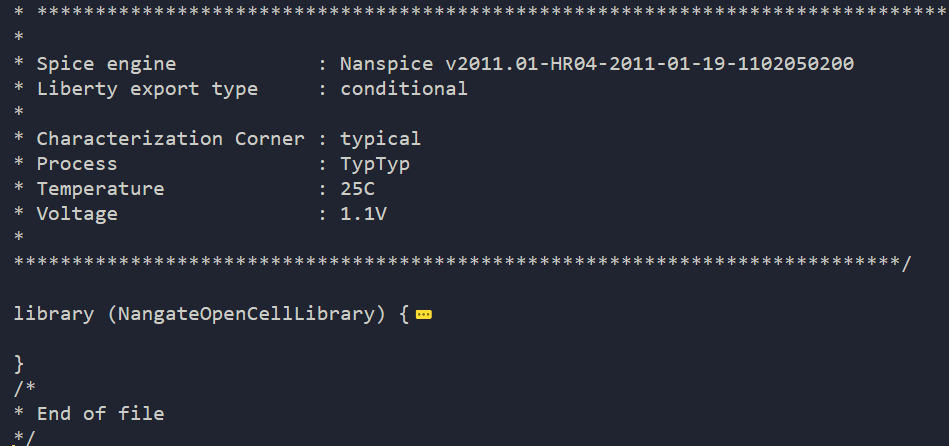 * ******************************************************************************
*
* Spice engine            : Nanspice v2011.01-HR04-2011-01-19-1102050200
* Liberty export type     : conditional
*
* Characterization Corner : typical
* Process                 : TypTyp
* Temperature             : 25C
* Voltage                 : 1.1V
*
****************************************************************************/
library (NangateOpenCellLibrary) {⋯
}
/*
* End of file
*/